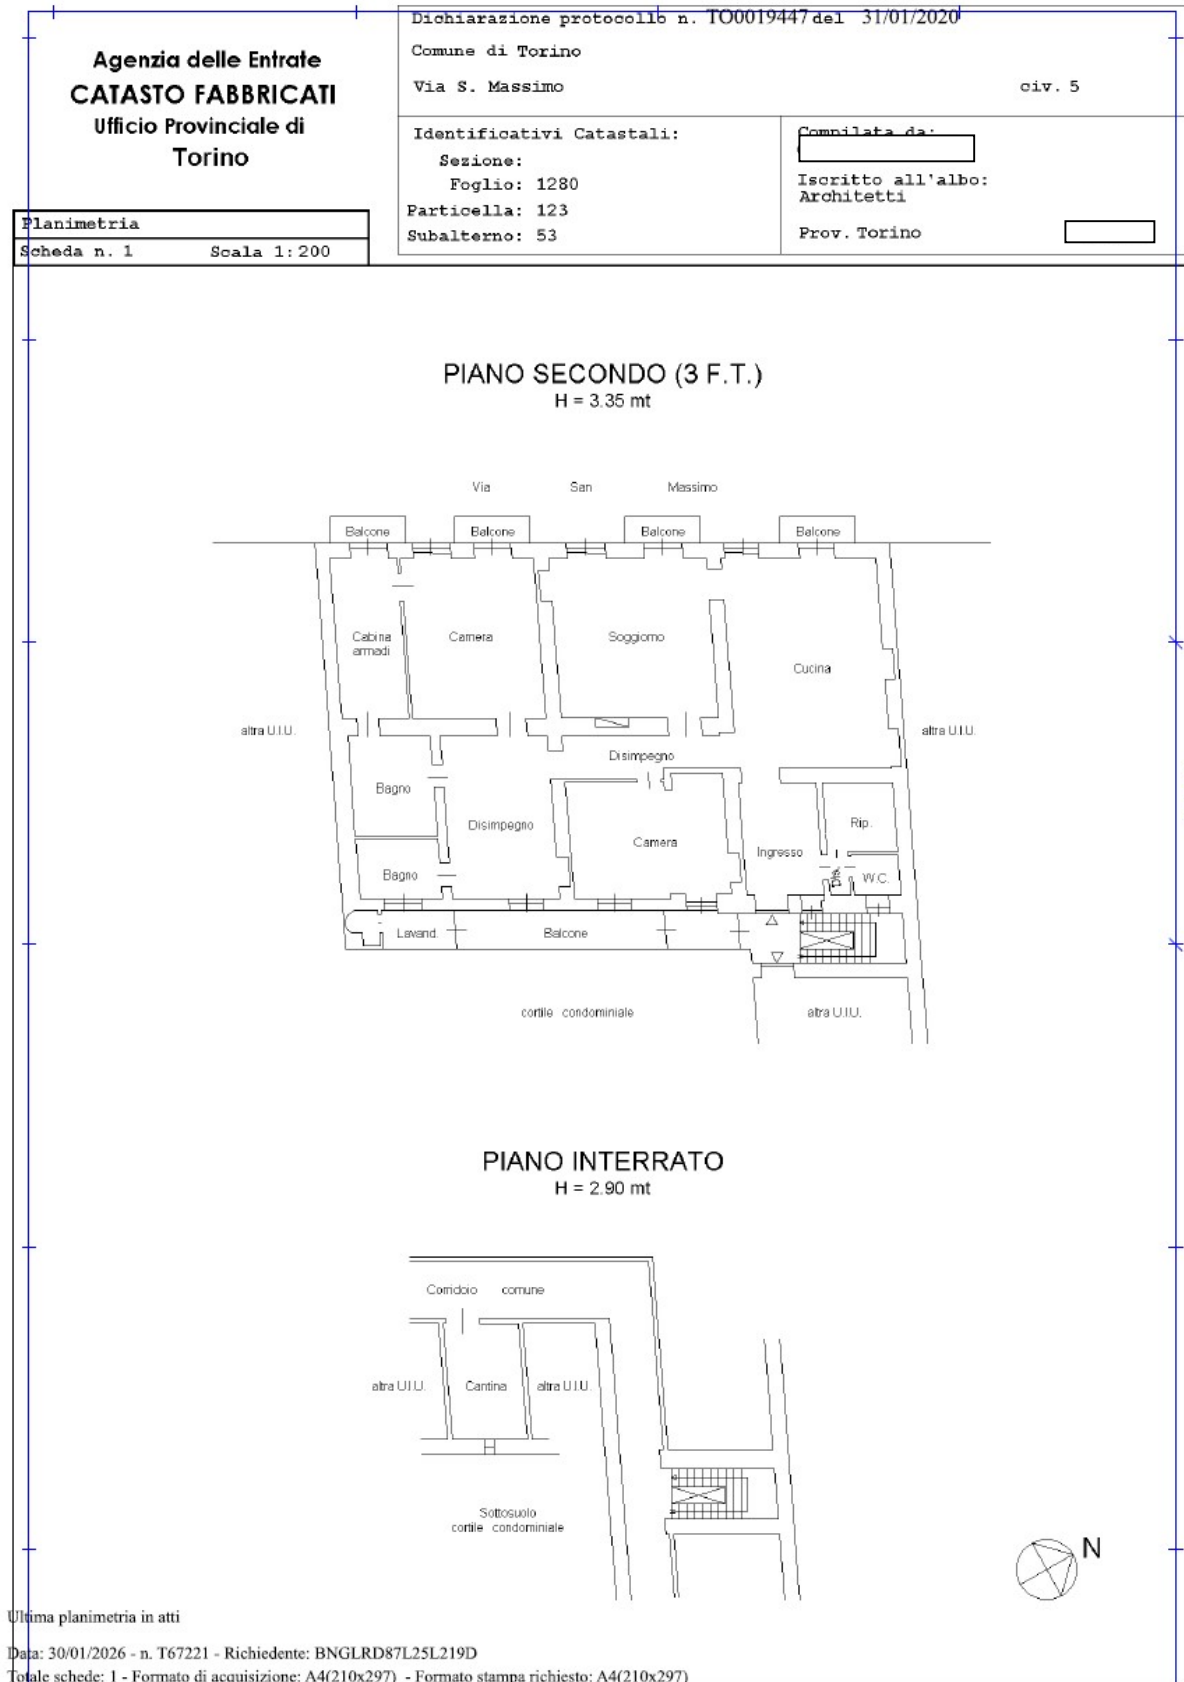 Agenzia delle Entrate
CATASTO FABBRICATI
Ufficio Provinciale di
Torino
Planimetria
Scheda n. 1 Scala 1:200
Dichiarazione protocollo n. TO0019447 del 31/01/2020
Comune di Torino
Via S. Massimo civ. 5
Identificativi Catastali:
Sezione:
Foglio: 1280
Particella: 123
Subalterno: 53
Compilata da:
Iscritto all'albo:
Architetti
Prov. Torino
PIANO SECONDO (3 F.T.)
H = 3.35 mt
Via San Massimo
Balcone Balcone Balcone Balcone
Cabina
armadi
Camera
Soggiorno
Cucina
altra U.I.U.
altra U.I.U.
Disimpegno
Bagno
Disimpegno
Camera
Rip.
Ingresso
Bagno
Dis.
W.C.
Lavand.
Balcone
cortile condominiale
altra U.I.U.
PIANO INTERRATO
H = 2.90 mt
Corridoio comune
altra U.I.U. Cantina altra U.I.U.
Sottosuolo
cortile condominiale
N
Ultima planimetria in atti
Data: 30/01/2026 - n. T67221 - Richiedente: BNGLRD87L25L219D
Totale schede: 1 - Formato di acquisizione: A4(210x297) - Formato stampa richiesto: A4(210x297)